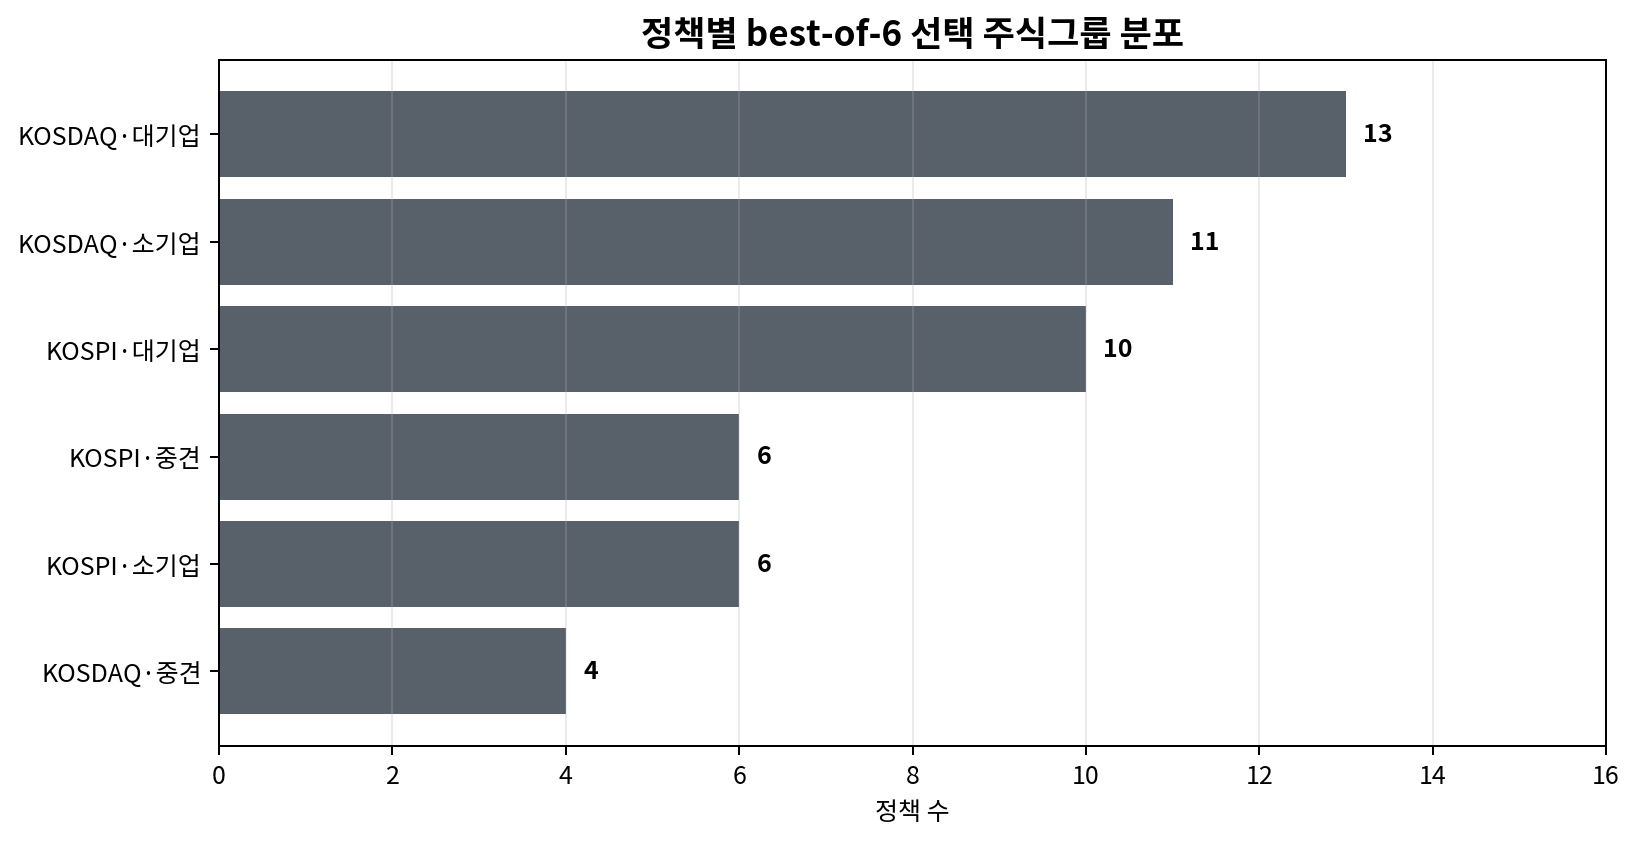 정책별 best-of-6 선택 주식그룹 분포
KOSDAQ·대기업 13
KOSDAQ·소기업 11
KOSPI·대기업 10
KOSPI·중견 6
KOSPI·소기업 6
KOSDAQ·중견 4
0 2 4 6 8 10 12 14 16
정책 수